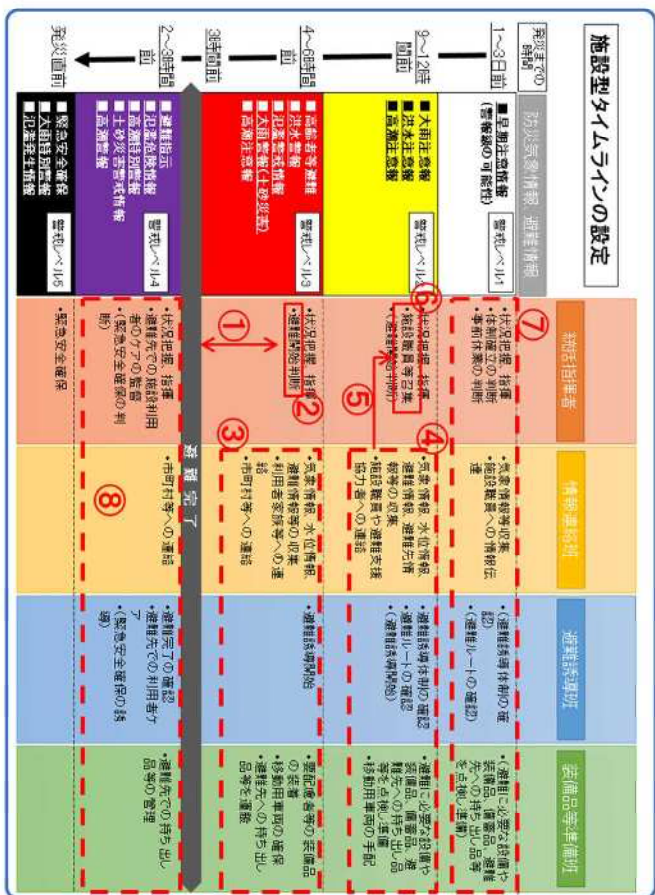 施設型タイムラインの設定
発災までの
時間
防災気象情報、避難情報
統括指揮者
情報連絡班
避難誘導班
装備品等準備班
1～3日前
■早期注意情報
(警報級の可能性)
警戒レベル1
⑦
・状況把握、指揮
・体制確立の判断
・事前休業の判断
・気象情報等収集
・施設職員への情報伝
達
・(避難誘導体制の確
認)
・(避難ルートの確認)
・(避難に必要な設備や
装備品、備蓄品、避難
先への持ち出し品等
を点検し準備)
9～12時
間前
■大雨注意報
■洪水注意報
■高潮注意報
警戒レベル2
⑥
・状況把握、指揮
・施設職員等召集
・(避難開始判断)
④
⑤
・気象情報、水位情報、
避難情報、避難先情
報等の収集
・施設職員や避難支援
協力者への連絡
・避難誘導体制の確認
・避難ルートの確認
・(避難誘導開始)
・避難に必要な設備や
装備品、備蓄品、避
難先への持ち出し品
等を点検し準備
・移動用車両の手配
4～6時間
前
■高齢者等避難
■洪水警報
■氾濫警戒情報
■大雨警報(土砂災害)
■高潮注意報
警戒レベル3
・状況把握、指揮
・避難開始判断
②
①
③
・気象情報、水位情報、
避難情報等の収集
・利用者家族等への連
絡
・市町村等への連絡
・避難誘導開始
・要配慮者等の装備品
の装着
・移動用車両の確保
・避難先への持ち出し
品等を運搬
3時間前
避難完了
2～3時間
前
■避難指示
■氾濫危険情報
■高潮特別警報
■土砂災害警戒情報
■高潮警報
警戒レベル4
・状況把握、指揮
・避難先での施設利用
者のケアの監督
・(緊急安全確保の判
断)
・市町村等への連絡
⑧
・避難完了の確認
・避難先での利用者ケ
ア
・(緊急安全確保の誘
導)
・避難先での持ち出し
品等の管理
発災直前
■緊急安全確保
■大雨特別警報
■氾濫発生情報
警戒レベル5
・緊急安全確保